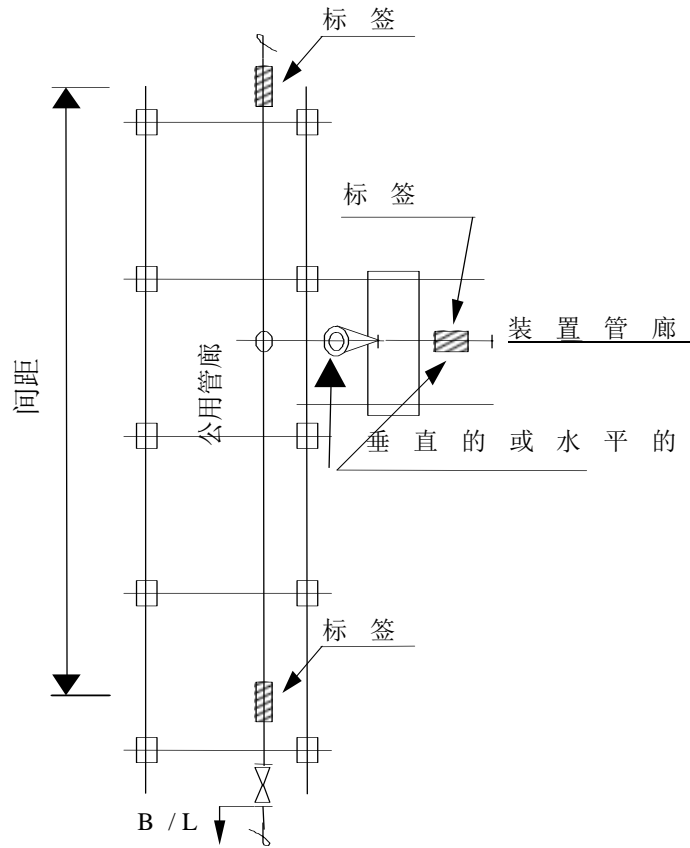 标 签
标 签
装 置 管 廊
间距
公用管廊
垂 直 的 或 水 平 的
标 签
B /L